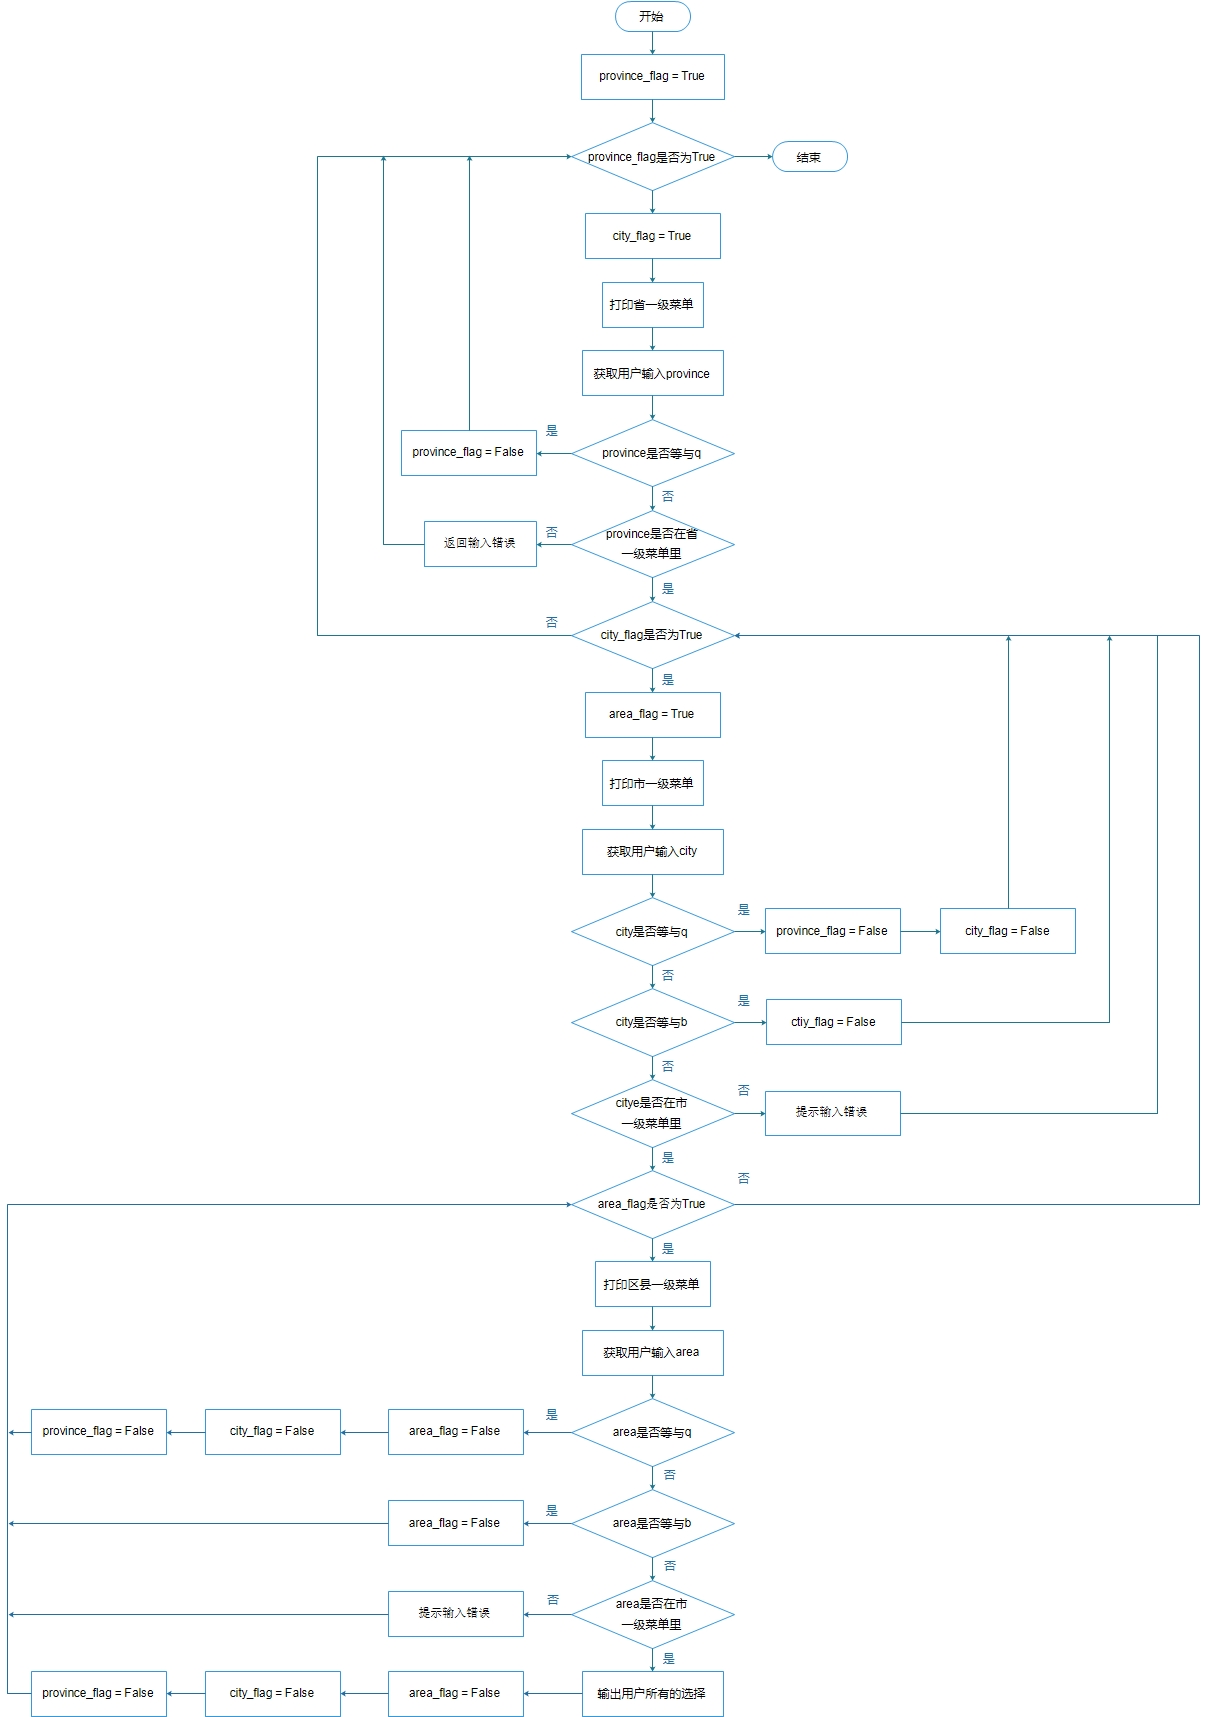 开始
province_flag = True
province_flag是否为True
结束
city_flag = True
打印省一级菜单
获取用户输入province
是
province_flag = False
province是否等与q
否
province是否在省
一级菜单里
否
返回输入错误
是
city_flag是否为True
否
是
area_flag = True
打印市一级菜单
获取用户输入city
city是否等与q
是
province_flag = False
city_flag = False
否
city是否等与b
是
ctiy_flag = False
否
citye是否在市
一级菜单里
否
提示输入错误
是
area_flag是否为True
否
是
打印区县一级菜单
获取用户输入area
area是否等与q
是
area_flag = False
city_flag = False
province_flag = False
否
area是否等与b
是
area_flag = False
否
area是否在市
一级菜单里
否
提示输入错误
是
输出用户所有的选择
area_flag = False
city_flag = False
province_flag = False